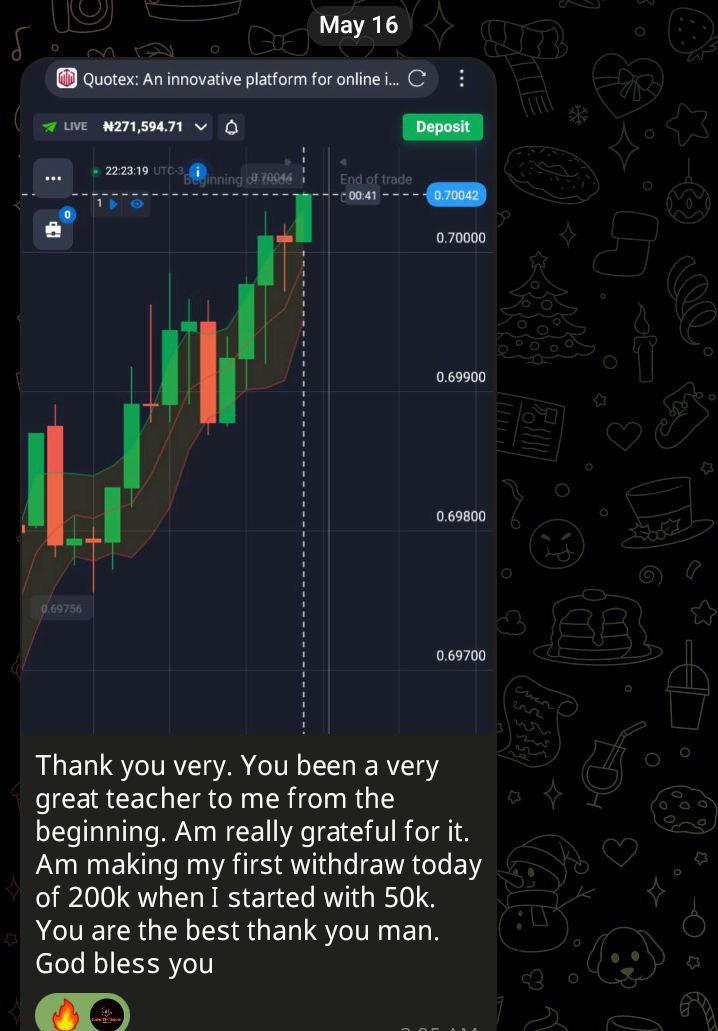 May 16
Quotex: An innovative platform for online i...
LIVE ₦271,594.71
Deposit
22:23:19 UTC-3 i
0.70044
Beginning of trade
End of trade
00:41
0.70042
1
0
0.70000
0.69900
0.69800
0.69756
0.69700
Thank you very. You been a very
great teacher to me from the
beginning. Am really grateful for it.
Am making my first withdraw today
of 200k when I started with 50k.
You are the best thank you man.
God bless you